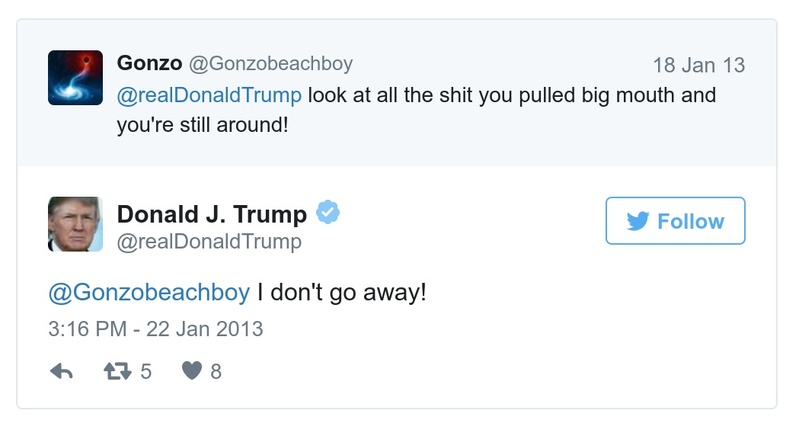 Gonzo @Gonzobeachboy 18 Jan 13
@realDonaldTrump look at all the shit you pulled big mouth and
you're still around!
Donald J. Trump
@realDonaldTrump
Follow
@Gonzobeachboy I don't go away!
3:16 PM - 22 Jan 2013
5 8